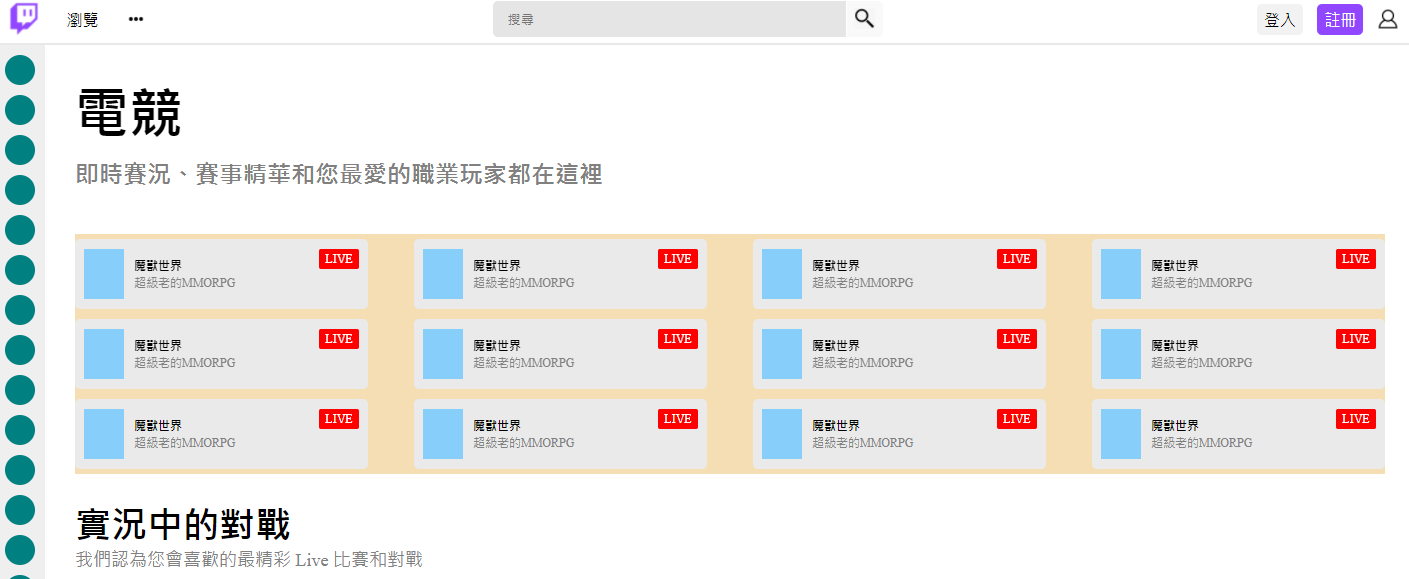 瀏覽 ••• 搜尋 登入 註冊
電競
即時賽況、賽事精華和您最愛的職業玩家都在這裡
魔獸世界 LIVE 魔獸世界 LIVE 魔獸世界 LIVE 魔獸世界 LIVE
超級老的MMORPG 超級老的MMORPG 超級老的MMORPG 超級老的MMORPG
魔獸世界 LIVE 魔獸世界 LIVE 魔獸世界 LIVE 魔獸世界 LIVE
超級老的MMORPG 超級老的MMORPG 超級老的MMORPG 超級老的MMORPG
魔獸世界 LIVE 魔獸世界 LIVE 魔獸世界 LIVE 魔獸世界 LIVE
超級老的MMORPG 超級老的MMORPG 超級老的MMORPG 超級老的MMORPG
實況中的對戰
我們認為您會喜歡的最精彩 Live 比賽和對戰